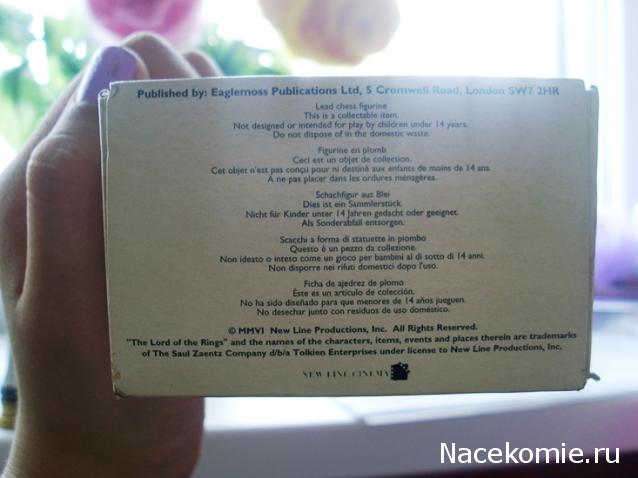 Published by: Eaglemoss Publications Ltd, 5 Cromwell Road, London SW7 2HR
Lead chess figurine
This is a collectable item.
Not designed or intended for play by children under 14 years.
Do not dispose of in the domestic waste.
Figurine en plomb
Ceci est un objet de collection.
Cet objet n'est pas conçu pour ni destiné aux enfants de moins de 14 ans.
A ne pas placer dans les ordures ménagères.
Schachfigur aus Blei
Dies ist ein Sammlerstück.
Nicht für Kinder unter 14 Jahren gedacht oder geeignet.
Als Sonderabfall entsorgen.
Scacchi a forma di statuette in piombo
Questo è un pezzo da collezione.
Non ideato o inteso come un gioco per bambini al di sotto di 14 anni.
Non disporre nei rifiuti domestici dopo l'uso.
Ficha de ajedrez de plomo
Éste es un articulo de colección.
No ha sido diseñado para que menores de 14 años jueguen.
No desechar junto con residuos de uso doméstico.
© MMVI New Line Productions, Inc. All Rights Reserved.
"The Lord of the Rings" and the names of the characters, items, events and places therein are trademarks
of The Saul Zaentz Company d/b/a Tolkien Enterprises under license to New Line Productions, Inc.
NEW LINE CINEMA
Nacekomie.ru